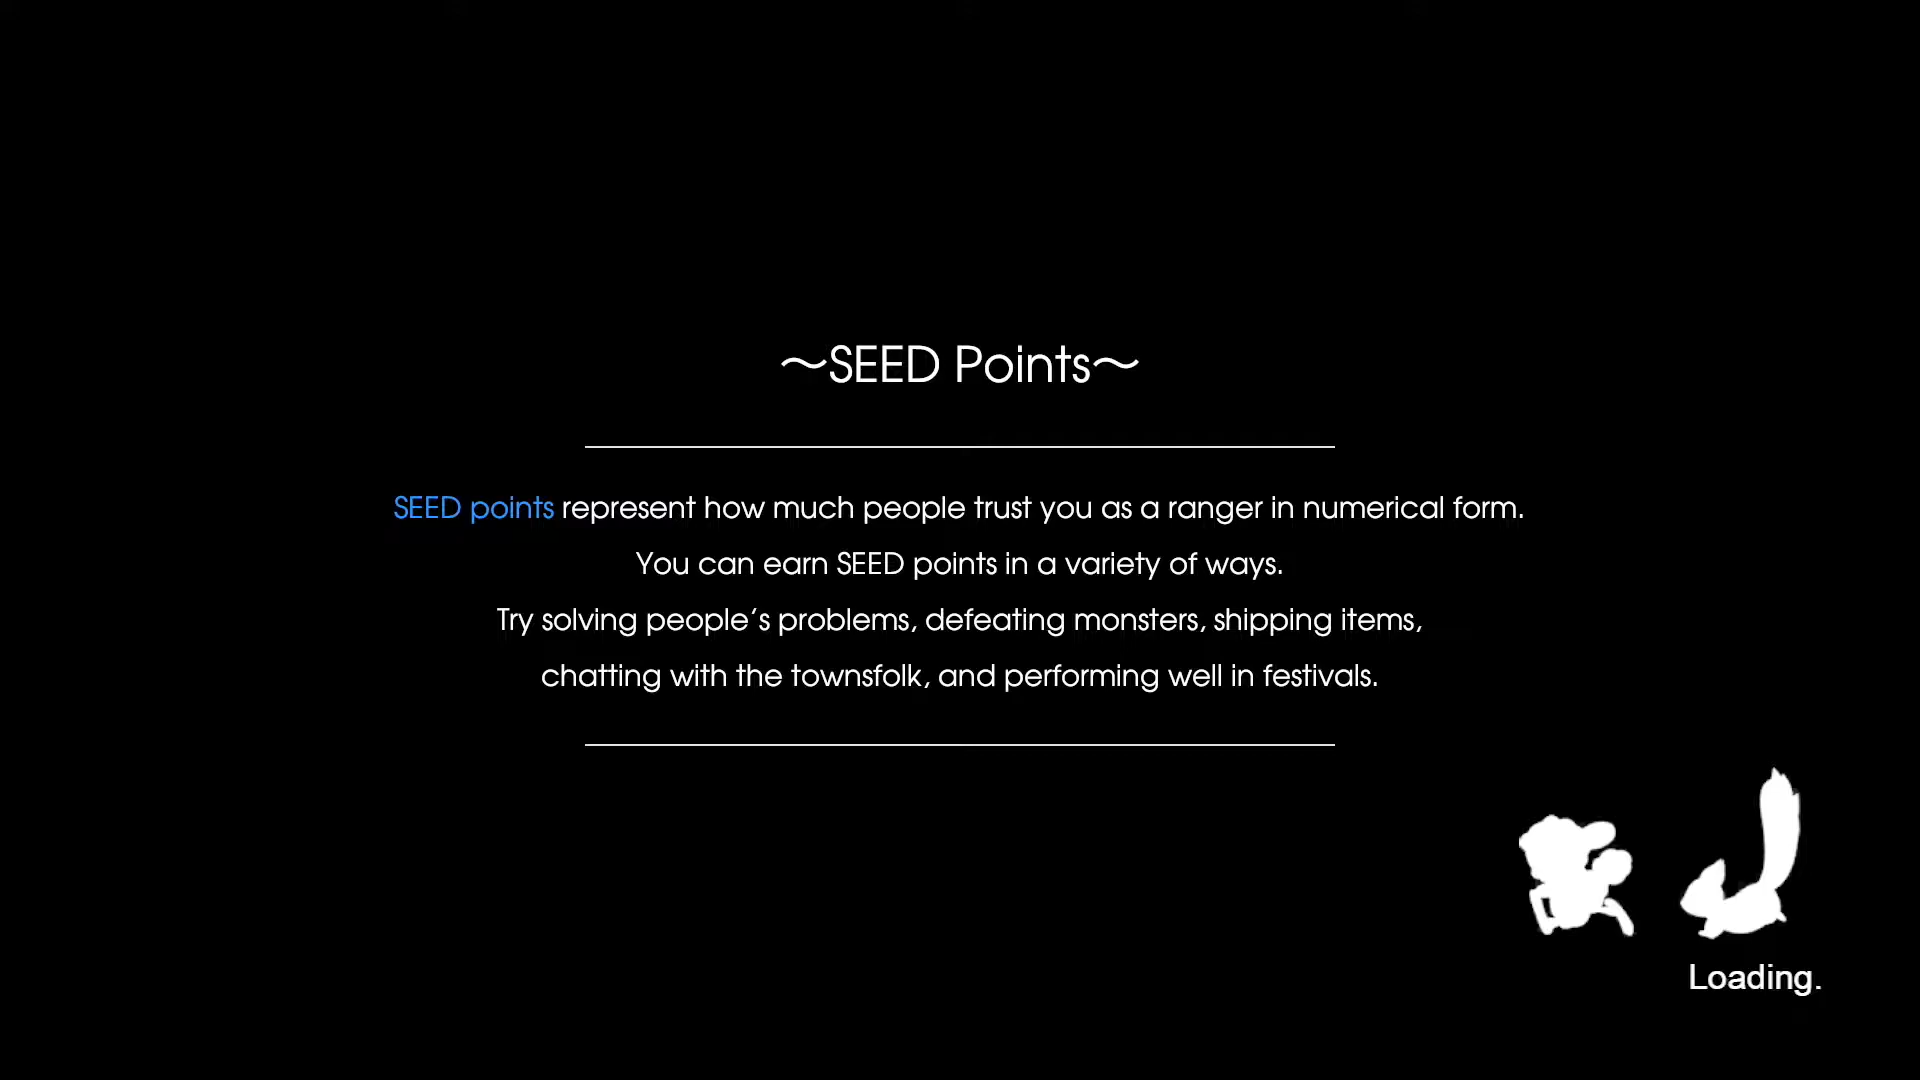 ～SEED Points～
SEED points represent how much people trust you as a ranger in numerical form.
You can earn SEED points in a variety of ways.
Try solving people's problems, defeating monsters, shipping items,
chatting with the townsfolk, and performing well in festivals.
Loading.